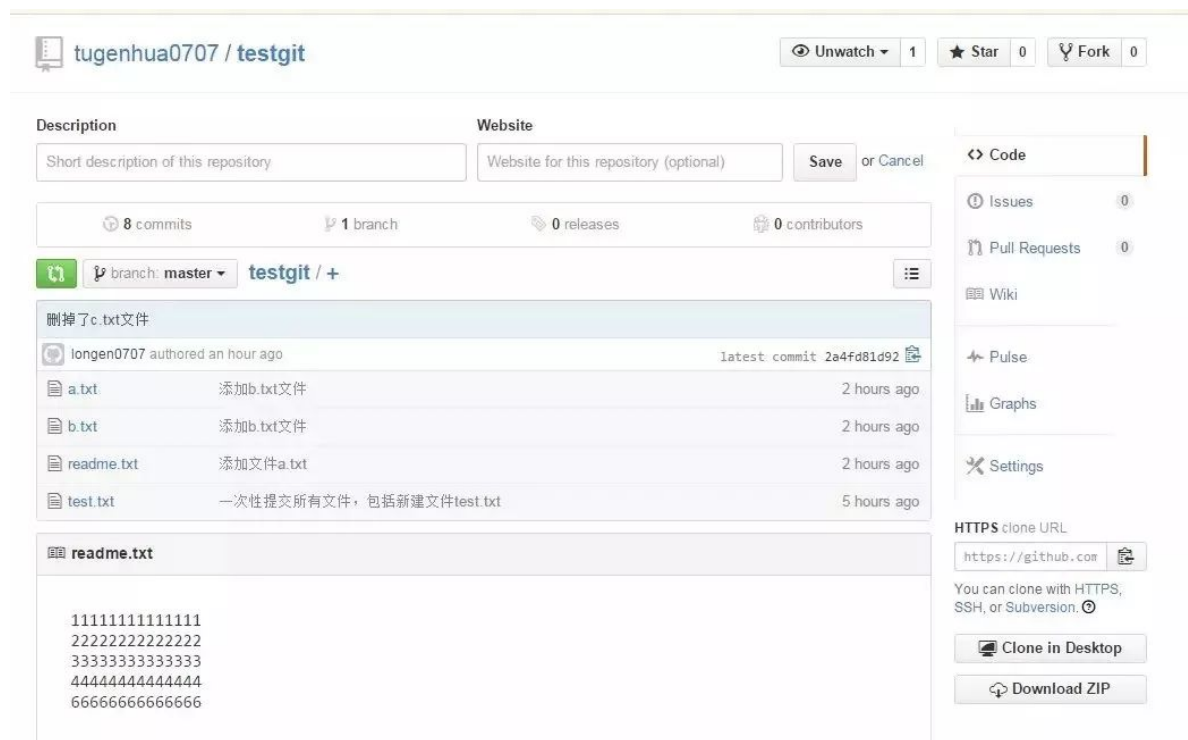 tugenhua0707 / testgit
Unwatch 1 Star 0 Fork 0
Description Website
Short description of this repository Website for this repository (optional) Save or Cancel
8 commits 1 branch 0 releases 0 contributors
branch: master testgit / +
删掉了c.txt文件
longen0707 authored an hour ago latest commit 2a4fd81d92
a.txt 添加b.txt文件 2 hours ago
b.txt 添加b.txt文件 2 hours ago
readme.txt 添加文件a.txt 2 hours ago
test.txt 一次性提交所有文件，包括新建文件test.txt 5 hours ago
readme.txt
11111111111111
22222222222222
33333333333333
44444444444444
66666666666666
Code
Issues 0
Pull Requests 0
Wiki
Pulse
Graphs
Settings
HTTPS clone URL
https://github.com
You can clone with HTTPS,
SSH, or Subversion.
Clone in Desktop
Download ZIP